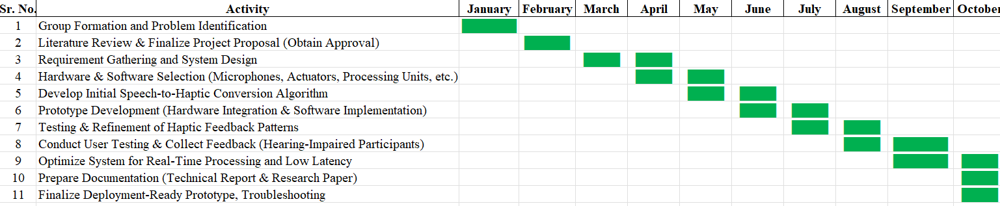 Sr. No. Activity January February March April May June July August September October
1 Group Formation and Problem Identification
2 Literature Review & Finalize Project Proposal (Obtain Approval)
3 Requirement Gathering and System Design
4 Hardware & Software Selection (Microphones, Actuators, Processing Units, etc.)
5 Develop Initial Speech-to-Haptic Conversion Algorithm
6 Prototype Development (Hardware Integration & Software Implementation)
7 Testing & Refinement of Haptic Feedback Patterns
8 Conduct User Testing & Collect Feedback (Hearing-Impaired Participants)
9 Optimize System for Real-Time Processing and Low Latency
10 Prepare Documentation (Technical Report & Research Paper)
11 Finalize Deployment-Ready Prototype, Troubleshooting